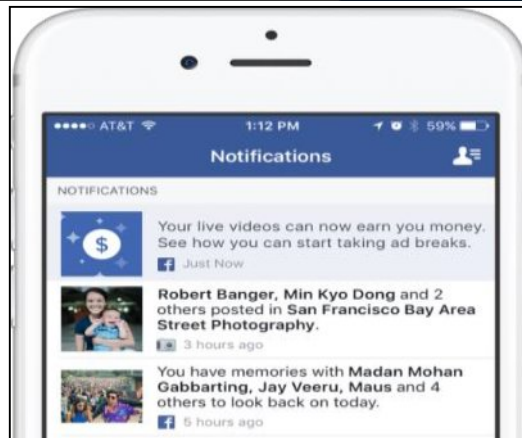 AT&T 1:12 PM 59%
Notifications
NOTIFICATIONS
Your live videos can now earn you money.
See how you can start taking ad breaks.
Just Now
Robert Banger, Min Kyo Dong and 2
others posted in San Francisco Bay Area
Street Photography.
3 hours ago
You have memories with Madan Mohan
Gabbarting, Jay Veeru, Maus and 4
others to look back on today.
5 hours ago